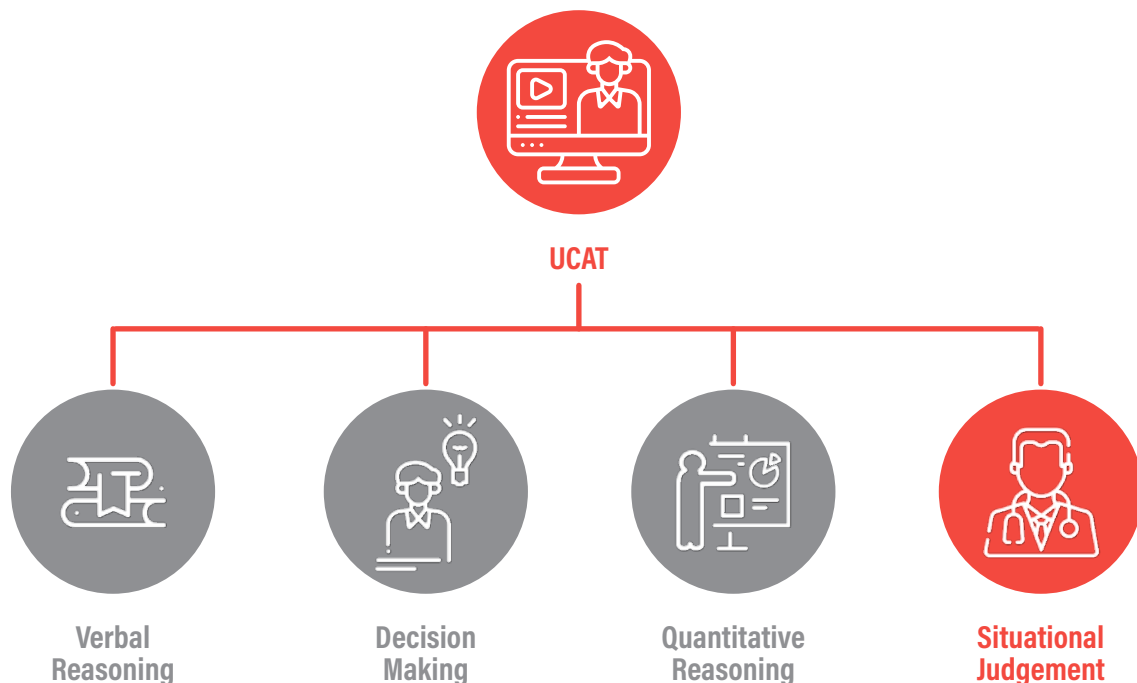 UCAT
Verbal
Reasoning
Decision
Making
Quantitative
Reasoning
Situational
Judgement